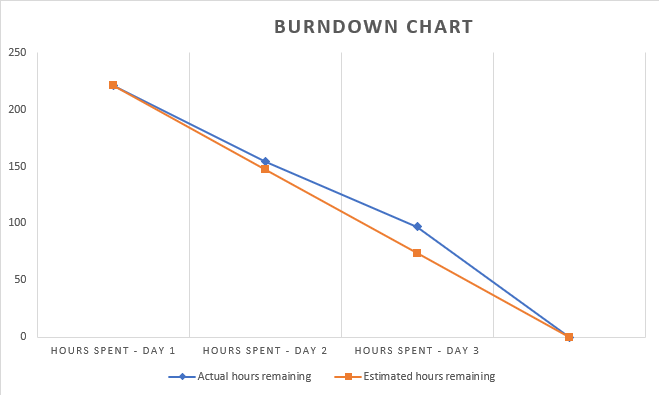 BURNDOWN CHART
250
200
150
100
50
0
HOURS SPENT - DAY 1 HOURS SPENT - DAY 2 HOURS SPENT - DAY 3
Actual hours remaining Estimated hours remaining